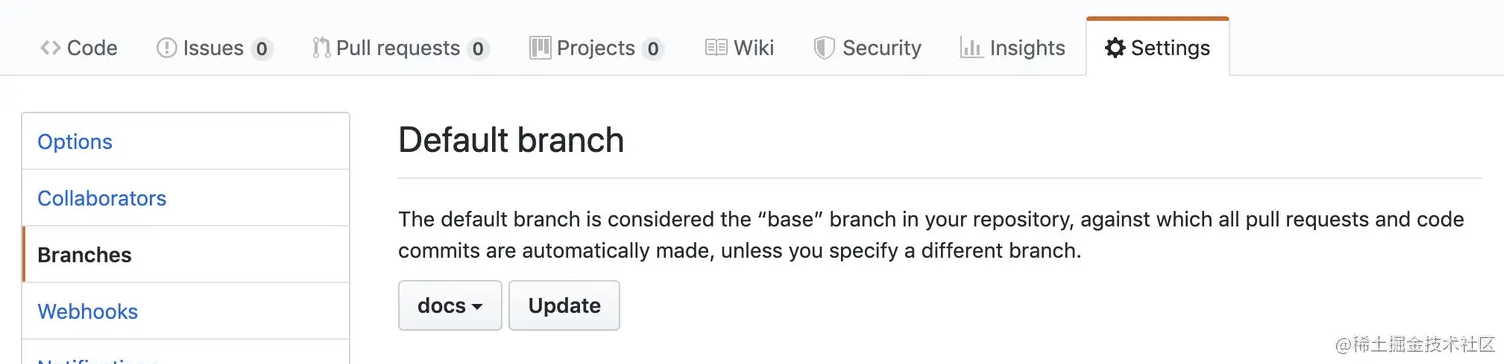 Code Issues 0 Pull requests 0 Projects 0 Wiki Security Insights Settings
Options
Collaborators
Branches
Webhooks
Notifications
Default branch
The default branch is considered the “base” branch in your repository, against which all pull requests and code
commits are automatically made, unless you specify a different branch.
docs Update
@稀土掘金技术社区